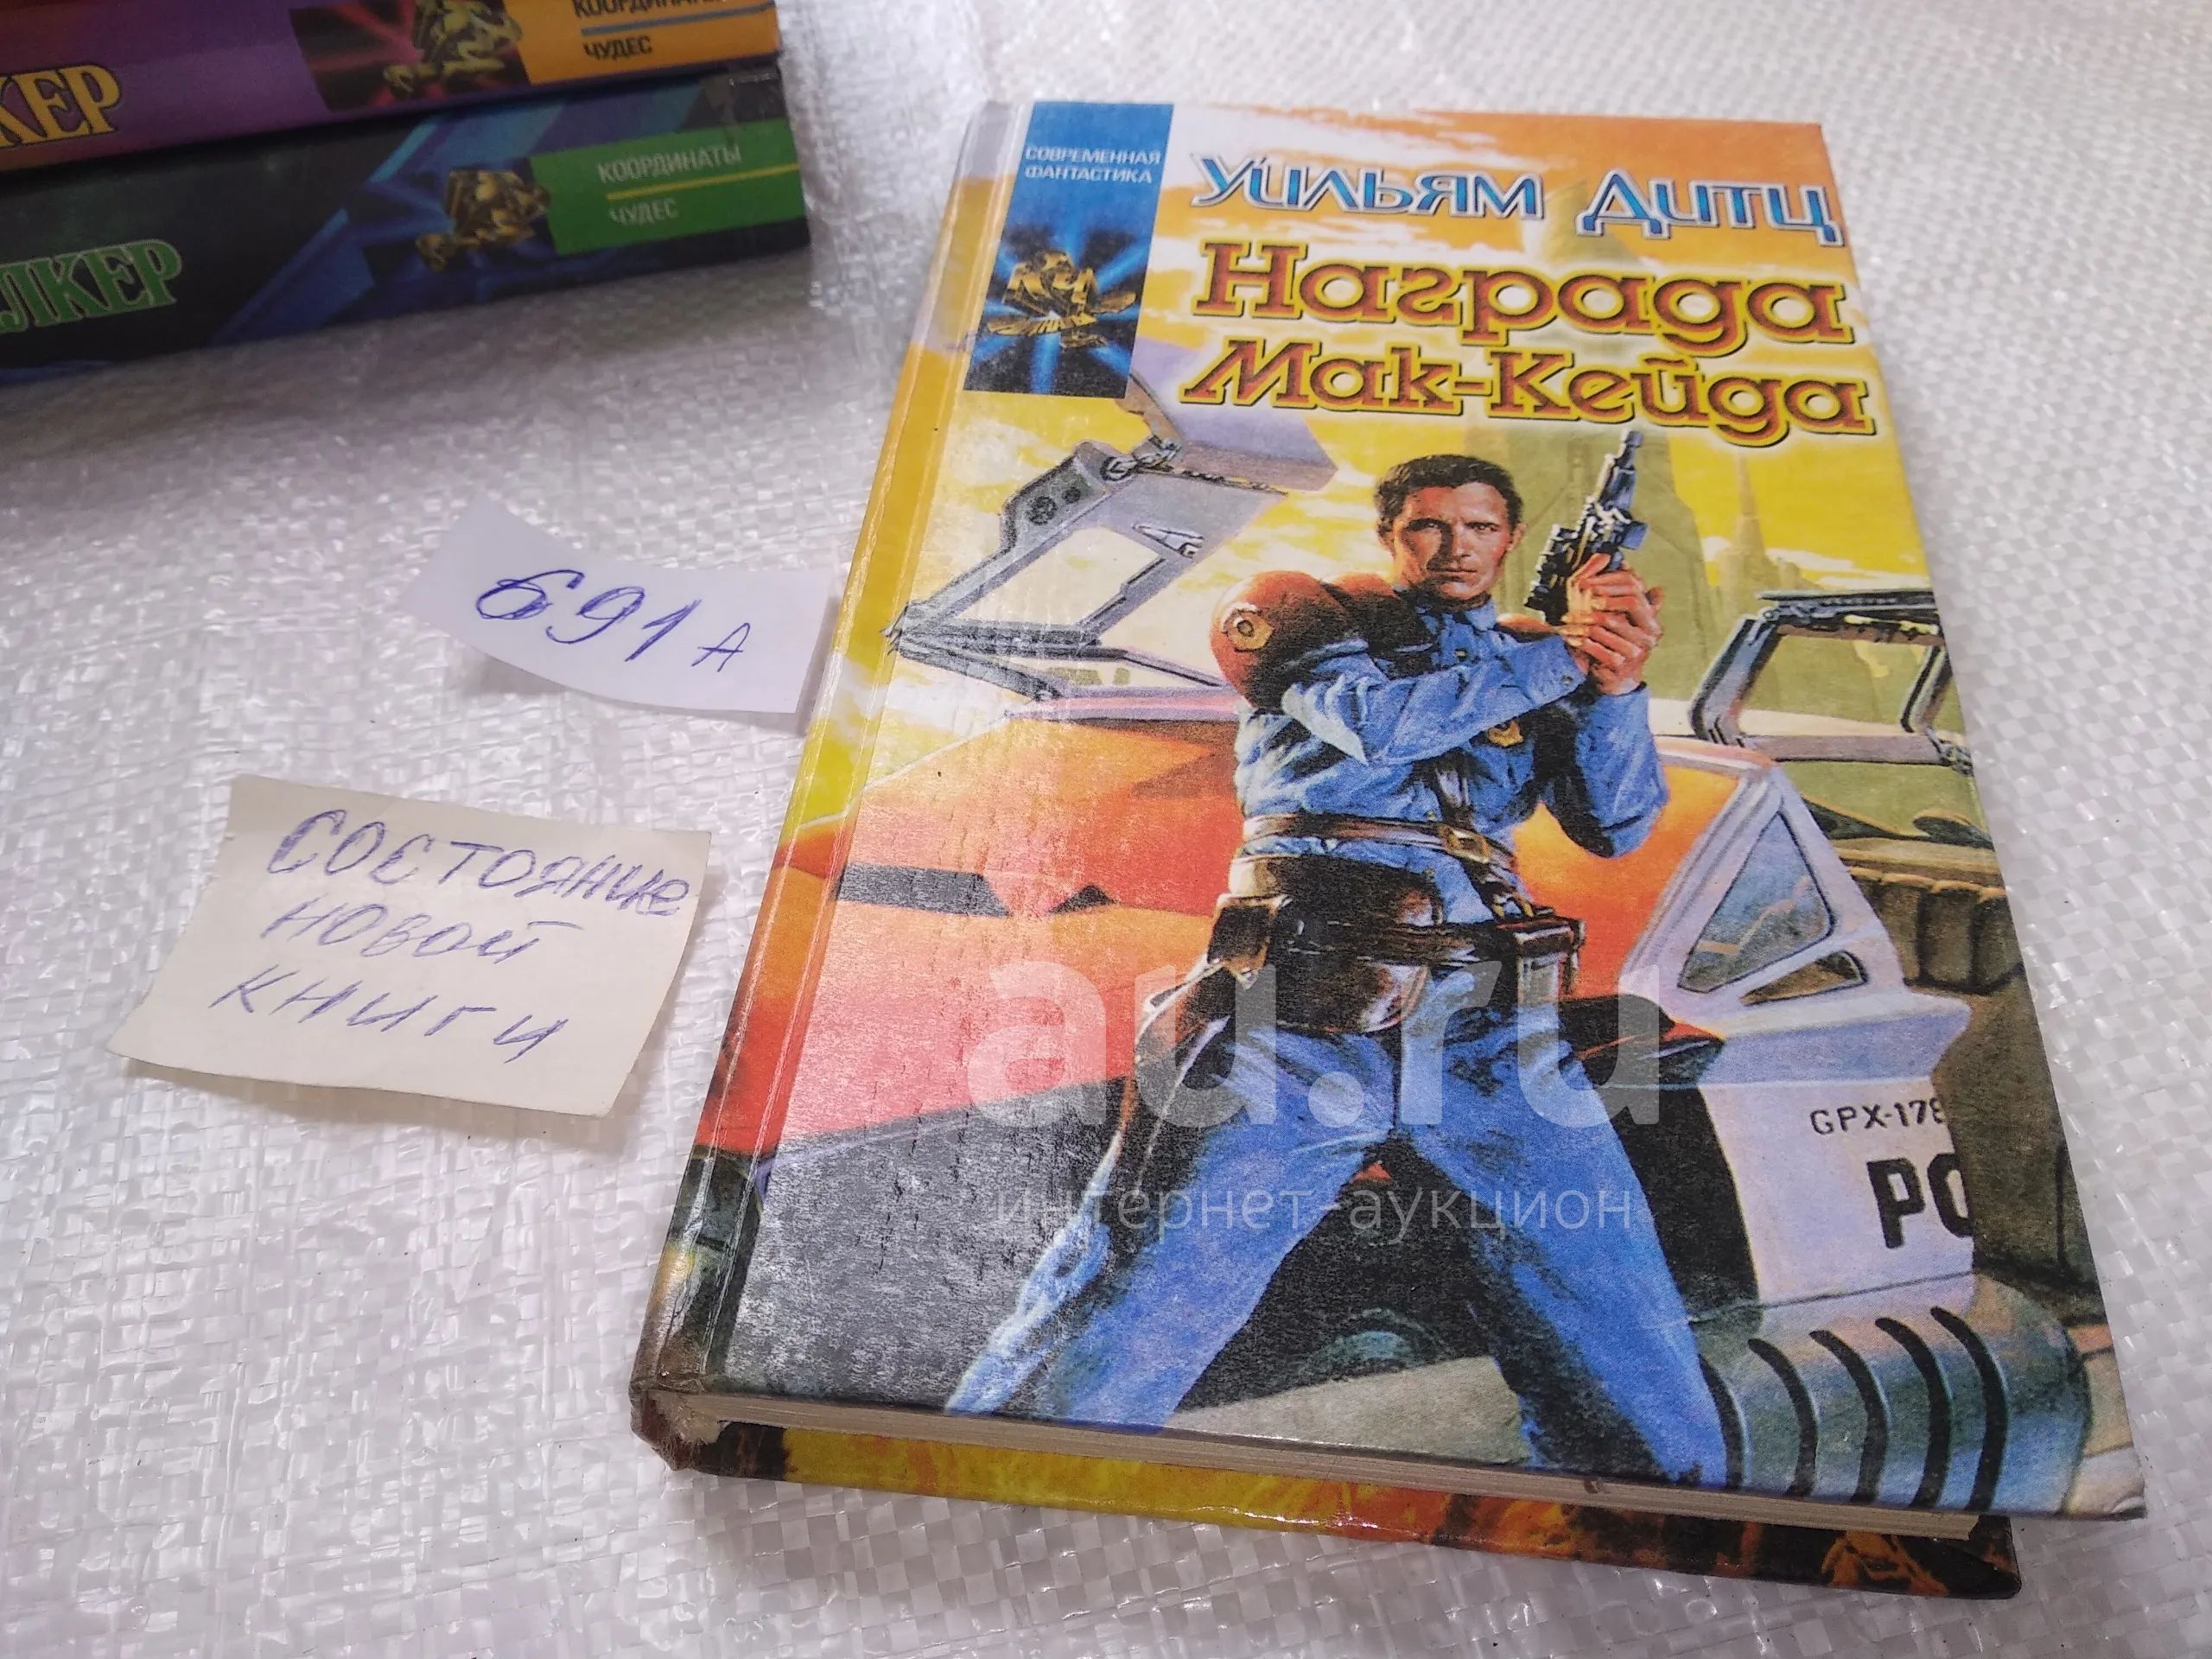 КООРДИНАТЫ
ЧУДЕС
КЕР
КООРДИНАТЫ
ЧУДЕС
ЛКЕР
СОВРЕМЕННАЯ
ФАНТАСТИКА
Уильям Дитц
Награда
Мак-Кейда
691А
СОСТОЯНИЕ
НОВОЙ
КНИГИ
au.ru
интернет-аукцион
GPX-178
PO